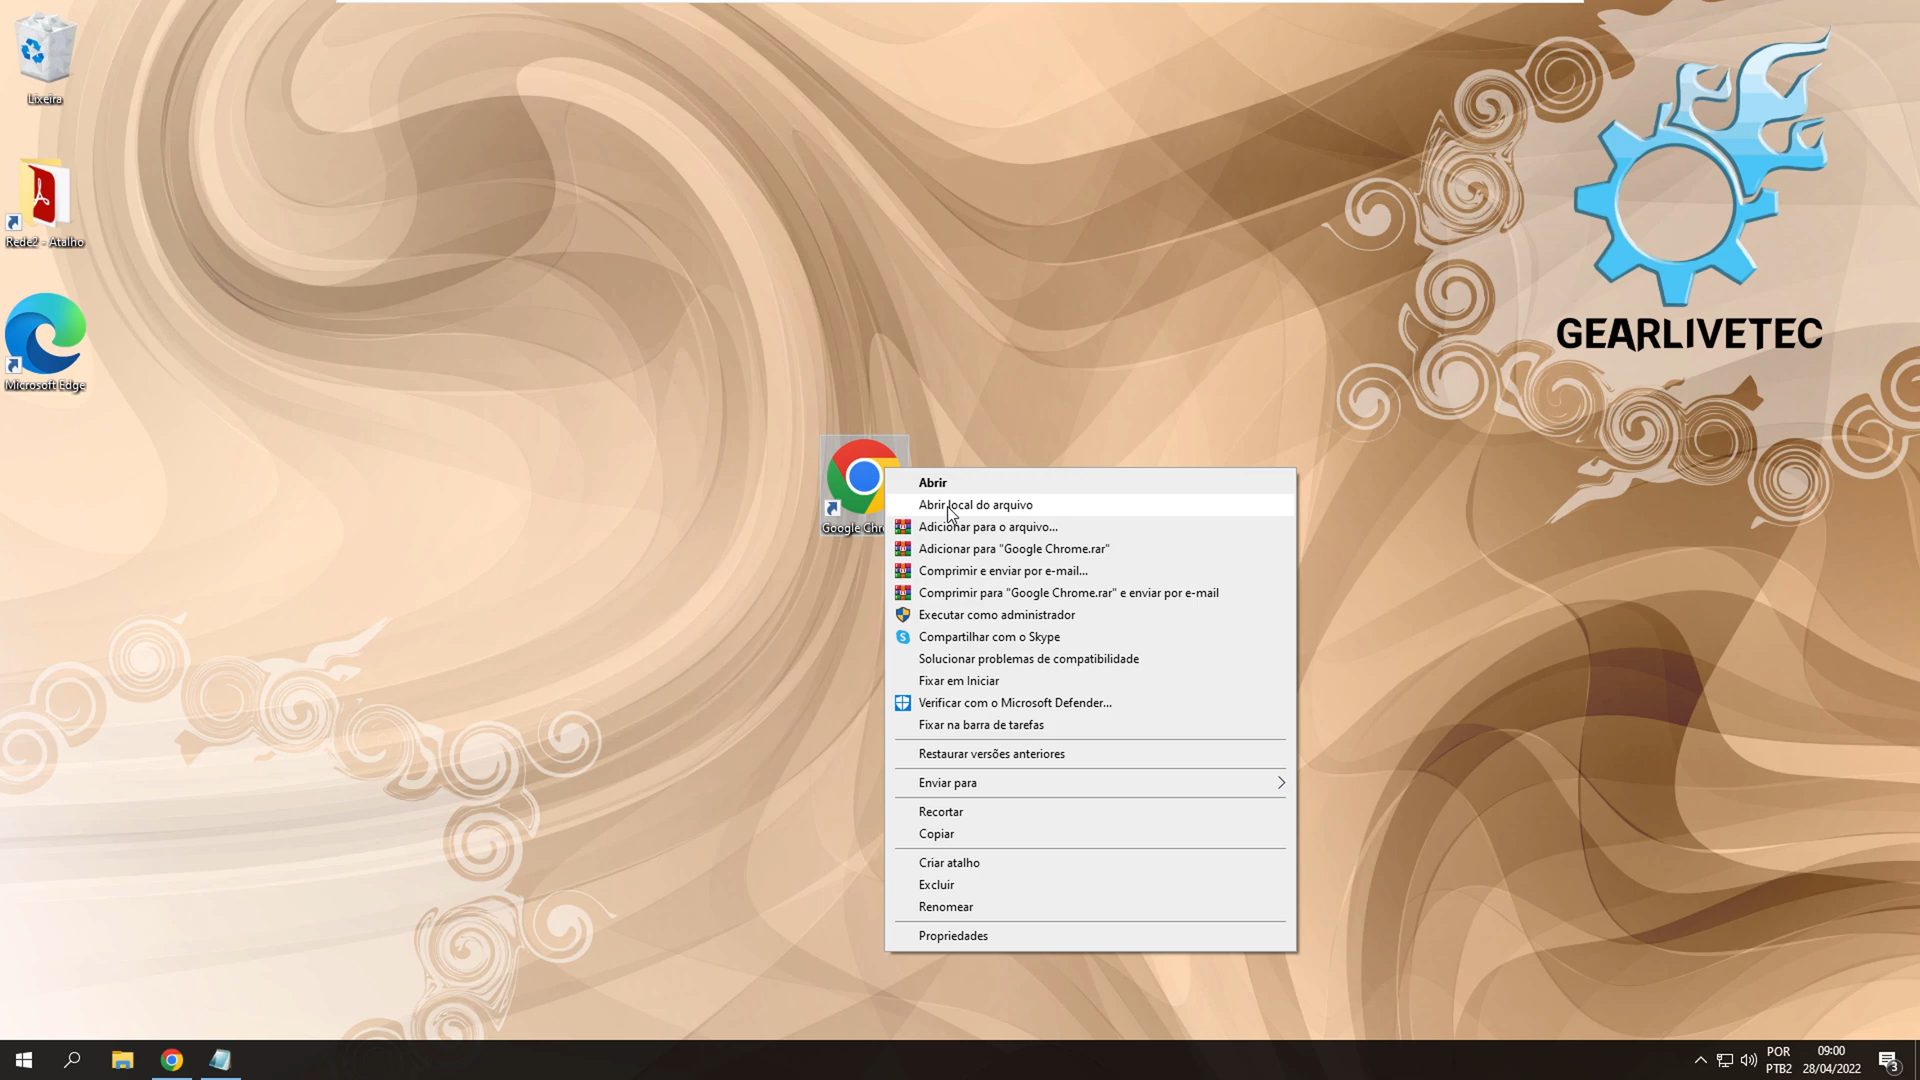 Lixeira
Rede2 - Atalho
Microsoft Edge
GEARLIVETEC
Google Chr
Abrir
Abrir local do arquivo
Adicionar para o arquivo...
Adicionar para "Google Chrome.rar"
Comprimir e enviar por e-mail...
Comprimir para "Google Chrome.rar" e enviar por e-mail
Executar como administrador
Compartilhar com o Skype
Solucionar problemas de compatibilidade
Fixar em Iniciar
Verificar com o Microsoft Defender...
Fixar na barra de tarefas
Restaurar versões anteriores
Enviar para
Recortar
Copiar
Criar atalho
Excluir
Renomear
Propriedades
POR
PTB2
09:00
28/04/2022
3